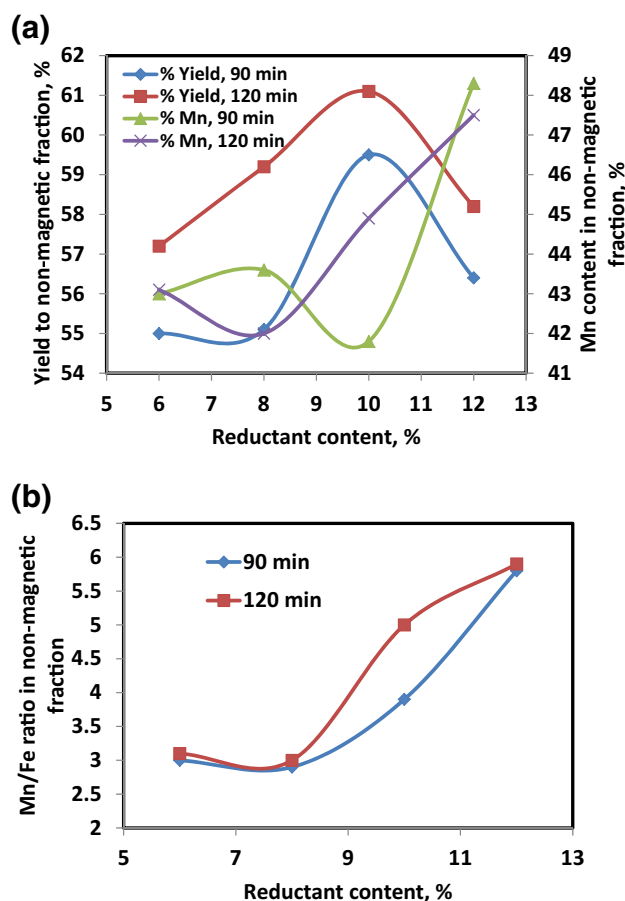 (a)
62
61
60
59
58
57
56
55
54
Yield to non-magnetic fraction, %
% Yield, 90 min
% Yield, 120 min
% Mn, 90 min
% Mn, 120 min
49
48
47
46
45
44
43
42
41
Mn content in non-magnetic
fraction, %
6 7 8 9 10 11 12 13
Reductant content, %
(b)
6.5
6
5.5
5
4.5
4
3.5
3
2.5
2
Mn/Fe ratio in non-magnetic
fraction
90 min
120 min
5 7 9 11 13
Reductant content, %